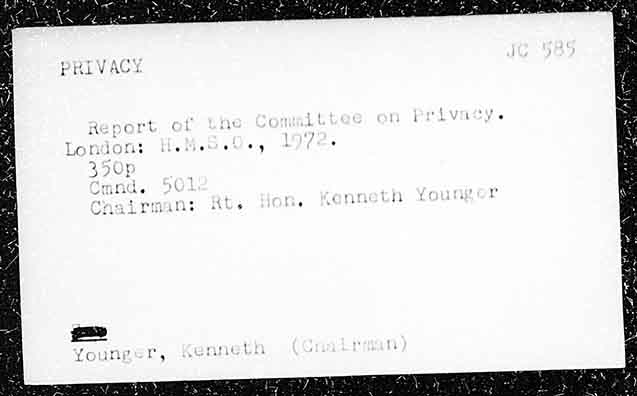 JC 585
PRIVACY
Report of the Committee on Privacy.
London: H.M.S.O., 1972.
350p
Cmnd. 5012
Chairman: Rt. Hon. Kenneth Younger
Younger, Kenneth (Chairman)